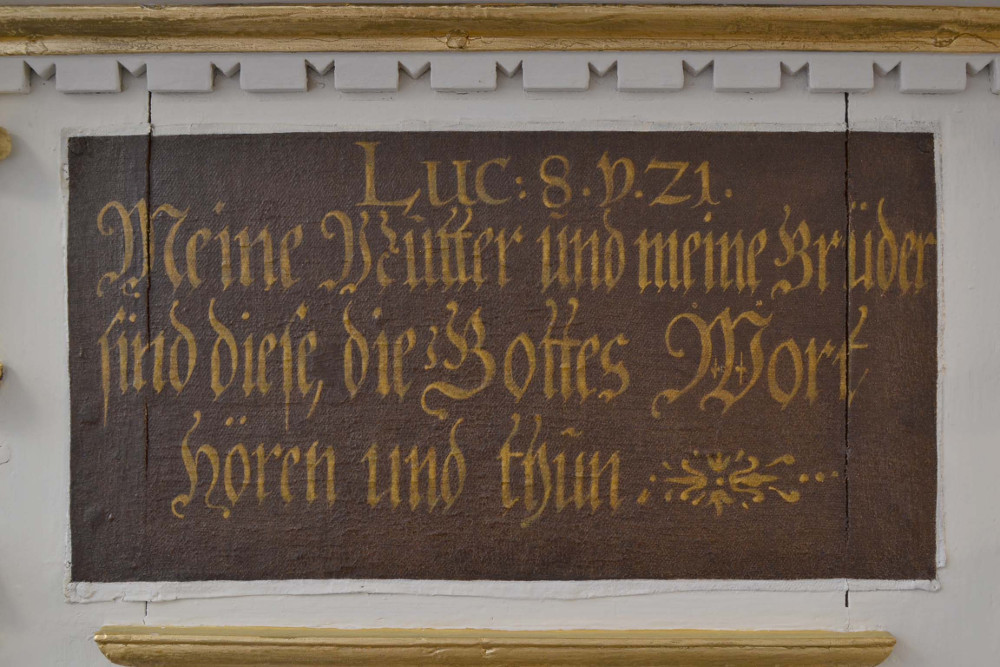 Luc: 8. v. 21.
Meine Mutter und meine Brüder
sind diese, die Gottes Wort
hören und thun